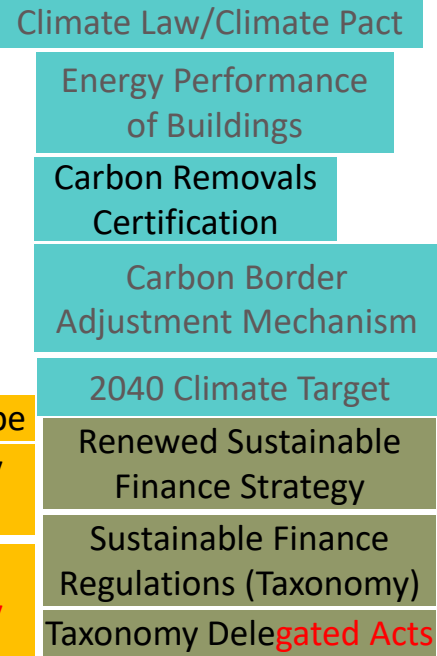 Climate Law/Climate Pact
Energy Performance
of Buildings
Carbon Removals
Certification
Carbon Border
Adjustment Mechanism
2040 Climate Target
Renewed Sustainable
Finance Strategy
Sustainable Finance
Regulations (Taxonomy)
Taxonomy Delegated Acts